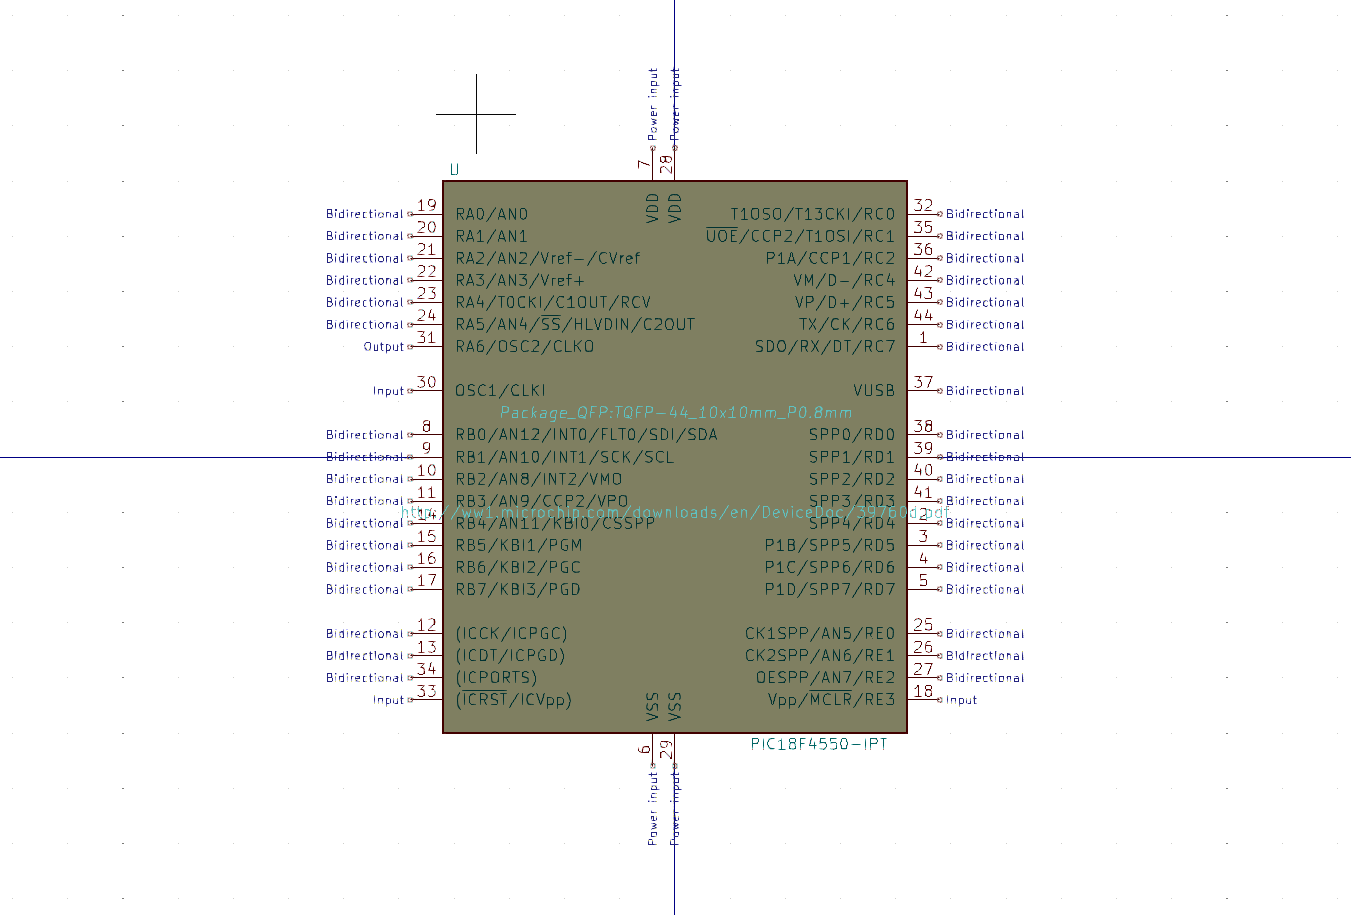 Power input Power input
7 28
U
VDD VDD
Bidirectional 19 RA0/AN0 T1OSO/T13CKI/RC0 32 Bidirectional
Bidirectional 20 RA1/AN1 UOE/CCP2/T1OSI/RC1 35 Bidirectional
Bidirectional 21 RA2/AN2/Vref-/CVref P1A/CCP1/RC2 36 Bidirectional
Bidirectional 22 RA3/AN3/Vref+ VM/D-/RC4 42 Bidirectional
Bidirectional 23 RA4/T0CKI/C1OUT/RCV VP/D+/RC5 43 Bidirectional
Bidirectional 24 RA5/AN4/SS/HLVDIN/C2OUT TX/CK/RC6 44 Bidirectional
Output 31 RA6/OSC2/CLKO SDO/RX/DT/RC7 1 Bidirectional
Input 30 OSC1/CLKI VUSB 37 Bidirectional
Package_QFP:TQFP-44_10x10mm_P0.8mm
Bidirectional 8 RB0/AN12/INT0/FLT0/SDI/SDA SPP0/RD0 38 Bidirectional
Bidirectional 9 RB1/AN10/INT1/SCK/SCL SPP1/RD1 39 Bidirectional
Bidirectional 10 RB2/AN8/INT2/VMO SPP2/RD2 40 Bidirectional
Bidirectional 11 RB3/AN9/CCP2/VPO SPP3/RD3 41 Bidirectional
http://ww1.microchip.com/downloads/en/DeviceDoc/39760d.pdf
Bidirectional 14 RB4/AN11/KBI0/CSSPP SPP4/RD4 2 Bidirectional
Bidirectional 15 RB5/KBI1/PGM P1B/SPP5/RD5 3 Bidirectional
Bidirectional 16 RB6/KBI2/PGC P1C/SPP6/RD6 4 Bidirectional
Bidirectional 17 RB7/KBI3/PGD P1D/SPP7/RD7 5 Bidirectional
Bidirectional 12 (ICCK/ICPGC) CK1SPP/AN5/RE0 25 Bidirectional
Bidirectional 13 (ICDT/ICPGD) CK2SPP/AN6/RE1 26 Bidirectional
Bidirectional 34 (ICPORTS) OESPP/AN7/RE2 27 Bidirectional
Input 33 (ICRST/ICVpp) Vpp/MCLR/RE3 18 Input
VSS VSS
6 29
PIC18F4550-IPT
Power input Power input